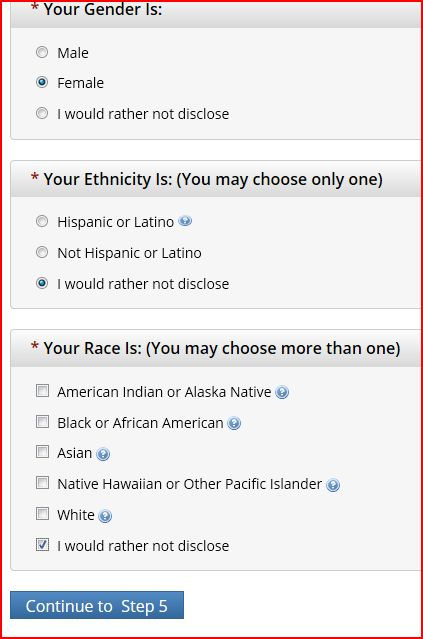 * Your Gender Is:
Male
Female
I would rather not disclose
* Your Ethnicity Is: (You may choose only one)
Hispanic or Latino ?
Not Hispanic or Latino
I would rather not disclose
* Your Race Is: (You may choose more than one)
American Indian or Alaska Native ?
Black or African American ?
Asian ?
Native Hawaiian or Other Pacific Islander ?
White ?
I would rather not disclose
Continue to Step 5